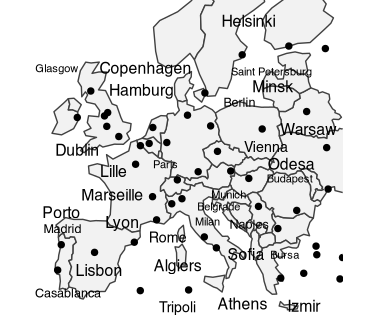 Helsinki
Glasgow
Copenhagen
Saint Petersburg
Hamburg
Minsk
Berlin
Warsaw
Dublin
Vienna
Lille
Paris
Odesa
Budapest
Marseille
Munich
Porto
Belgrade
Madrid
Lyon
Milan
Naples
Rome
Lisbon
Algiers
Sofia
Bursa
Casablanca
Tripoli
Athens
Izmir